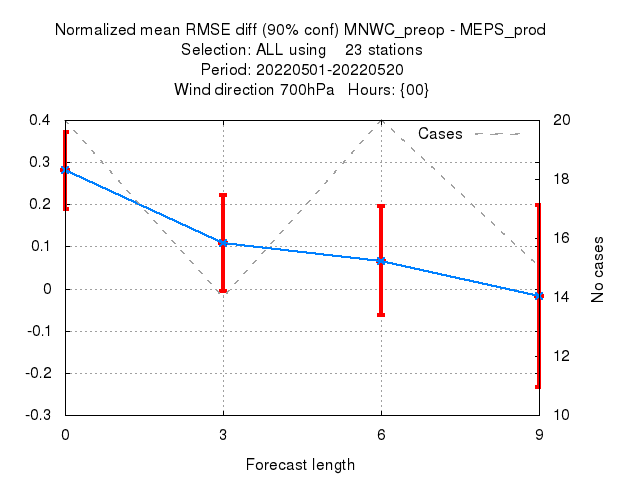 Normalized mean RMSE diff (90% conf) MNWC_preop - MEPS_prod
Selection: ALL using 23 stations
Period: 20220501-20220520
Wind direction 700hPa Hours: {00}
Cases
0.4
0.3
0.2
0.1
0
-0.1
-0.2
-0.3
20
18
16
14
12
10
No cases
0 3 6 9
Forecast length